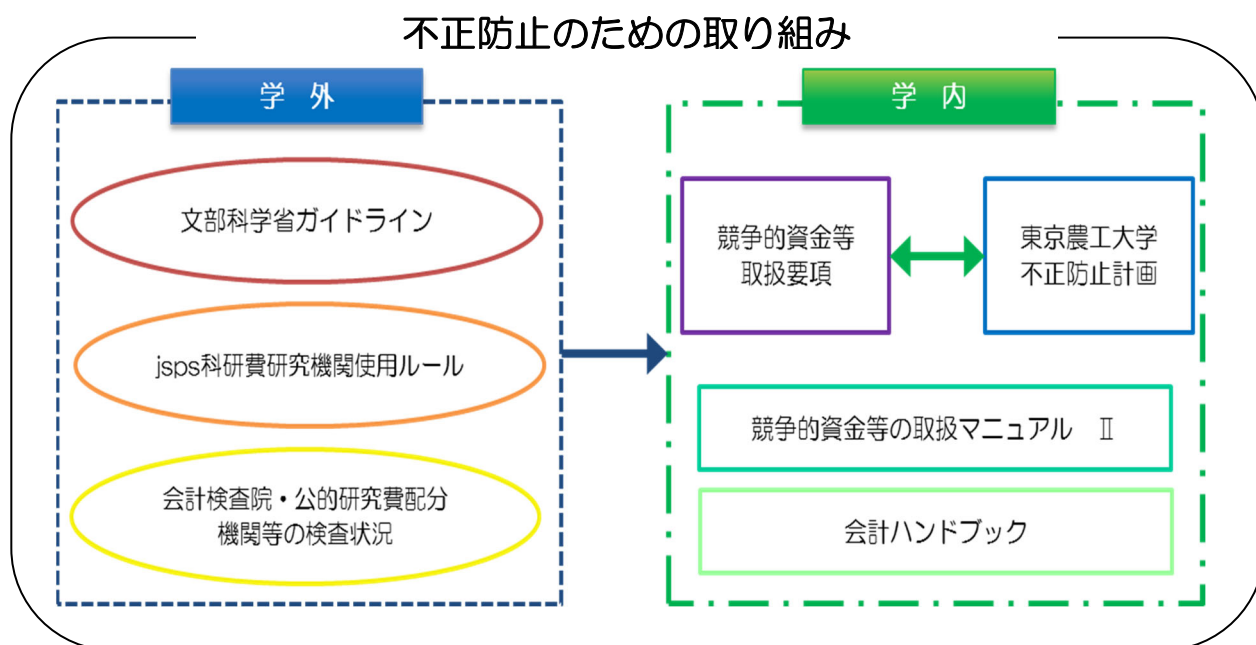 不正防止のための取り組み
学 外
文部科学省ガイドライン
jsps科研費研究機関使用ルール
会計検査院・公的研究費配分
機関等の検査状況
学 内
競争的資金等
取扱要項
東京農工大学
不正防止計画
競争的資金等の取扱マニュアル Ⅱ
会計ハンドブック